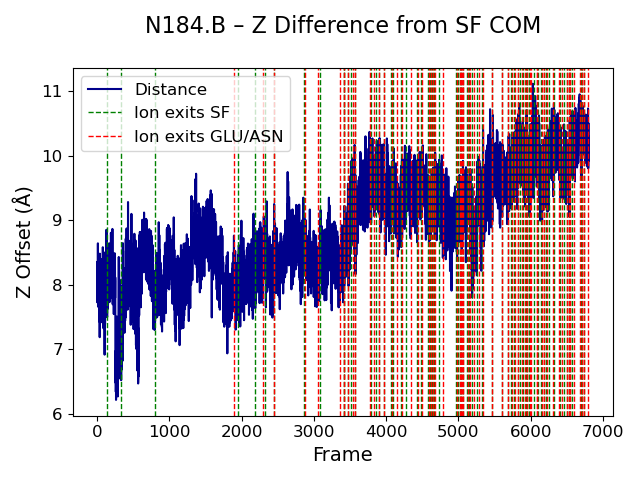 N184.B – Z Difference from SF COM
Distance
Ion exits SF
Ion exits GLU/ASN
11
10
9
8
7
6
Z Offset (Å)
0 1000 2000 3000 4000 5000 6000 7000
Frame